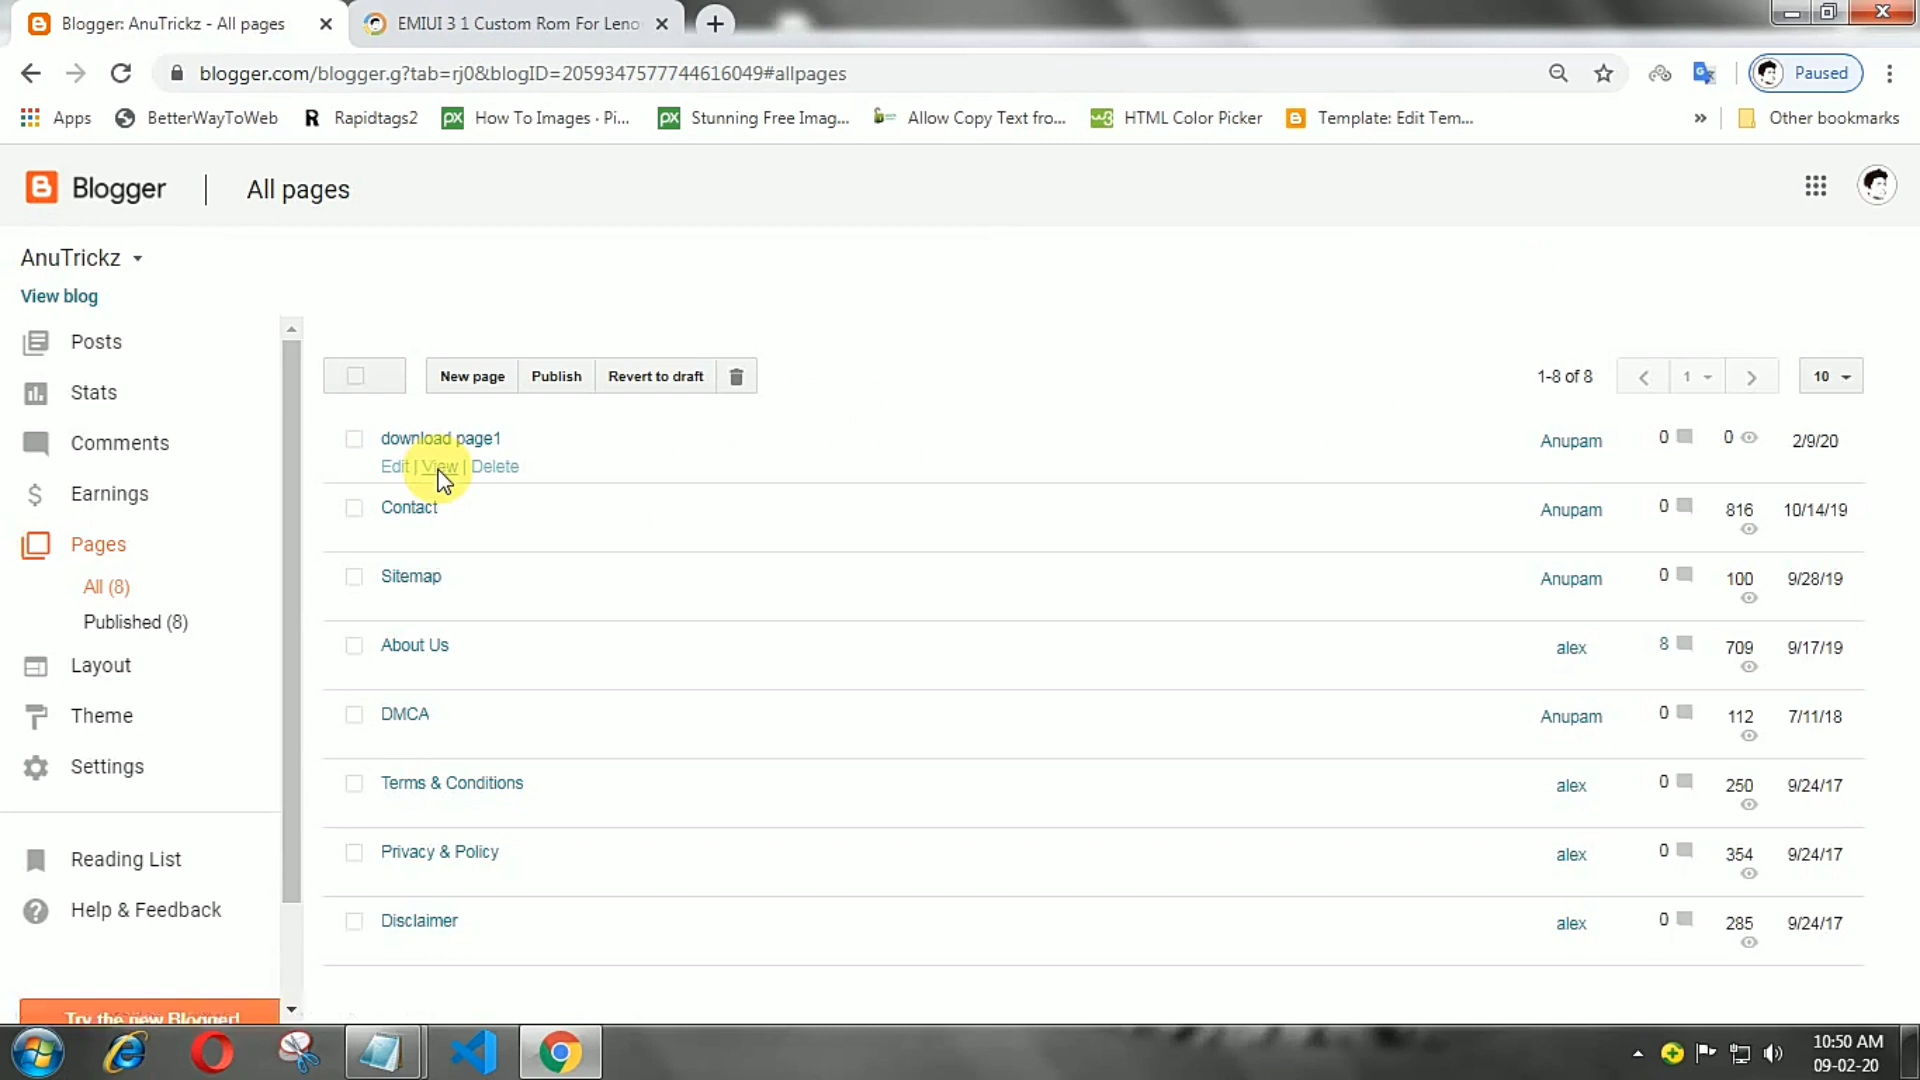 Blogger: AnuTrickz - All pages
EMIUI 3 1 Custom Rom For Leno
blogger.com/blogger.g?tab=rj0&blogID=2059347577744616049#allpages
Paused
Apps
BetterWayToWeb
Rapidtags2
How To Images · Pi...
Stunning Free Imag...
Allow Copy Text fro...
HTML Color Picker
Template: Edit Tem...
»
Other bookmarks
Blogger
All pages
AnuTrickz
View blog
Posts
Stats
Comments
Earnings
Pages
All (8)
Published (8)
Layout
Theme
Settings
Reading List
Help & Feedback
Try the new Blogger!
New page
Publish
Revert to draft
1-8 of 8
1
10
download page1
Edit | View | Delete
Anupam 0 0 2/9/20
Contact
Anupam 0 816 10/14/19
Sitemap
Anupam 0 100 9/28/19
About Us
alex 8 709 9/17/19
DMCA
Anupam 0 112 7/11/18
Terms & Conditions
alex 0 250 9/24/17
Privacy & Policy
alex 0 354 9/24/17
Disclaimer
alex 0 285 9/24/17
10:50 AM
09-02-20